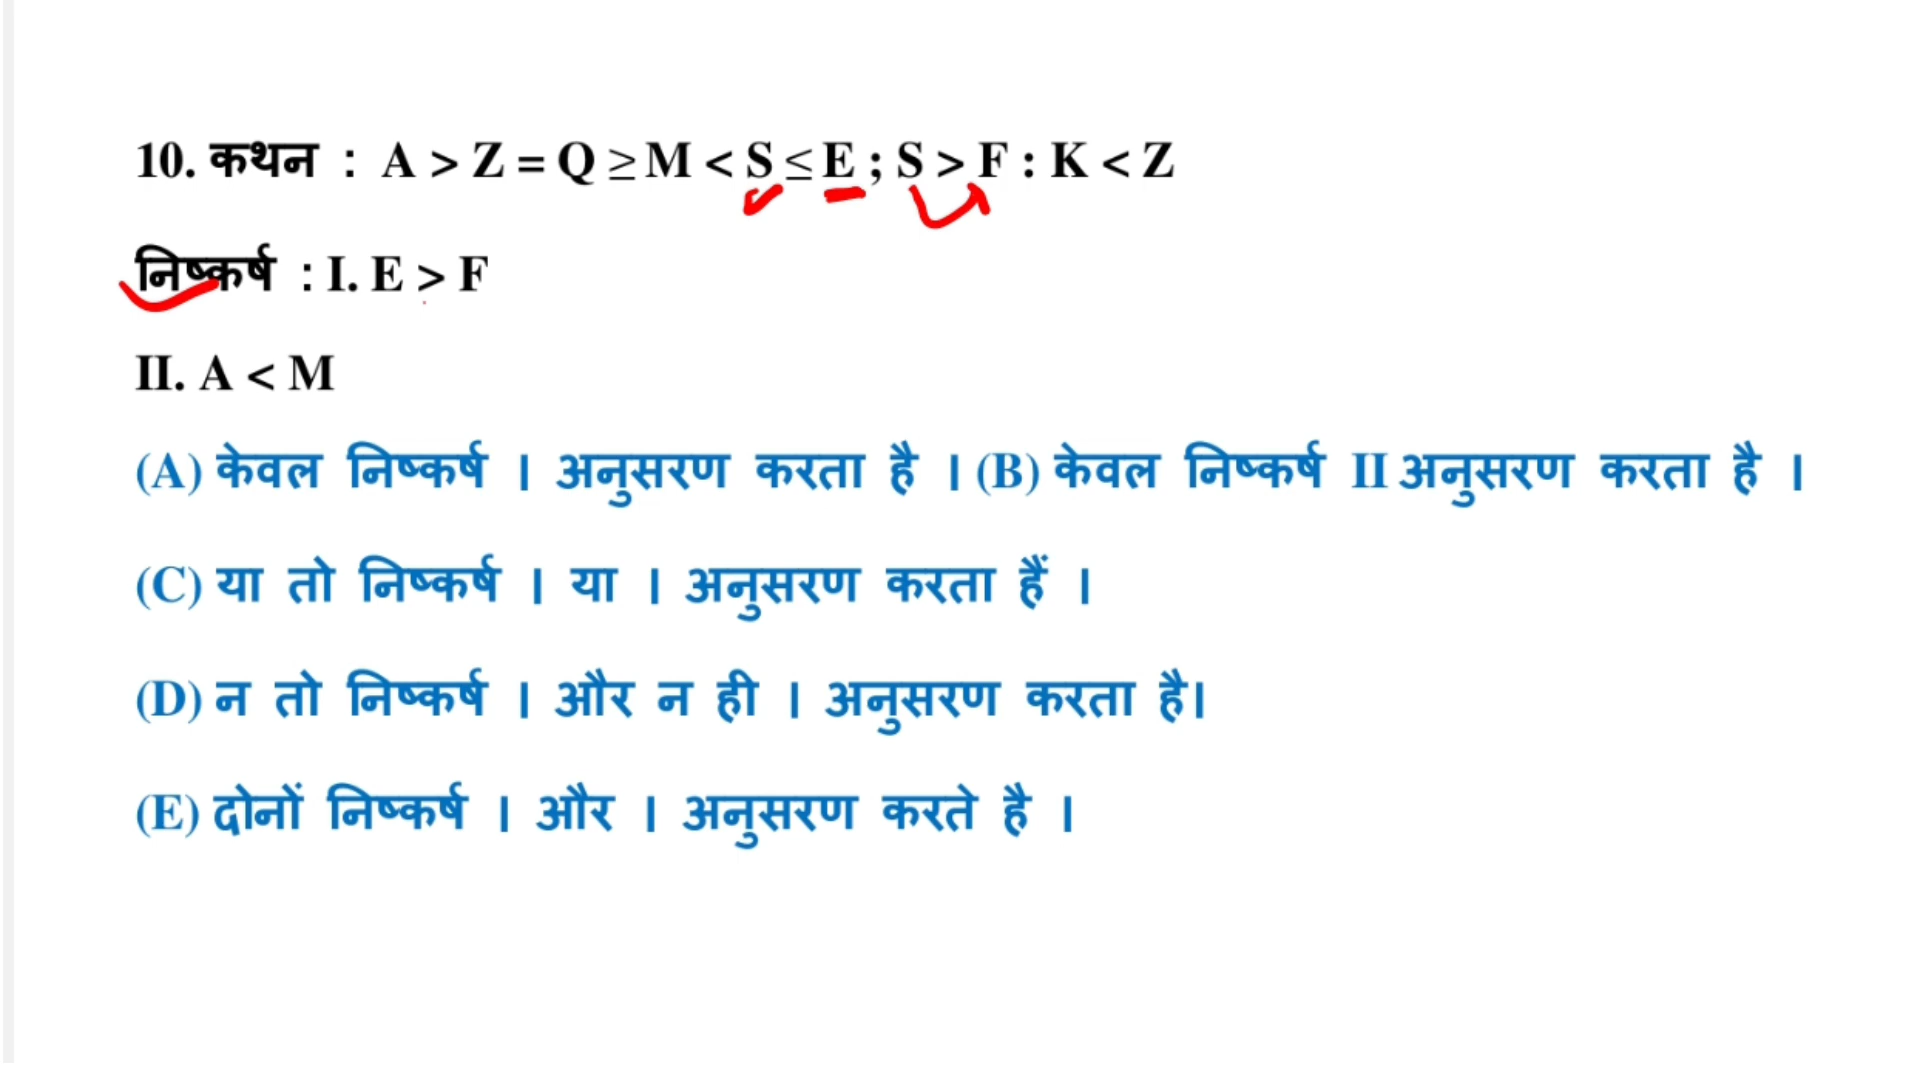 10. कथन : A > Z = Q ≥ M < S ≤ E ; S > F : K < Z
निष्कर्ष : I. E > F
II. A < M
(A) केवल निष्कर्ष । अनुसरण करता है । (B) केवल निष्कर्ष II अनुसरण करता है ।
(C) या तो निष्कर्ष । या । अनुसरण करता हैं ।
(D) न तो निष्कर्ष । और न ही । अनुसरण करता है।
(E) दोनों निष्कर्ष । और । अनुसरण करते है ।